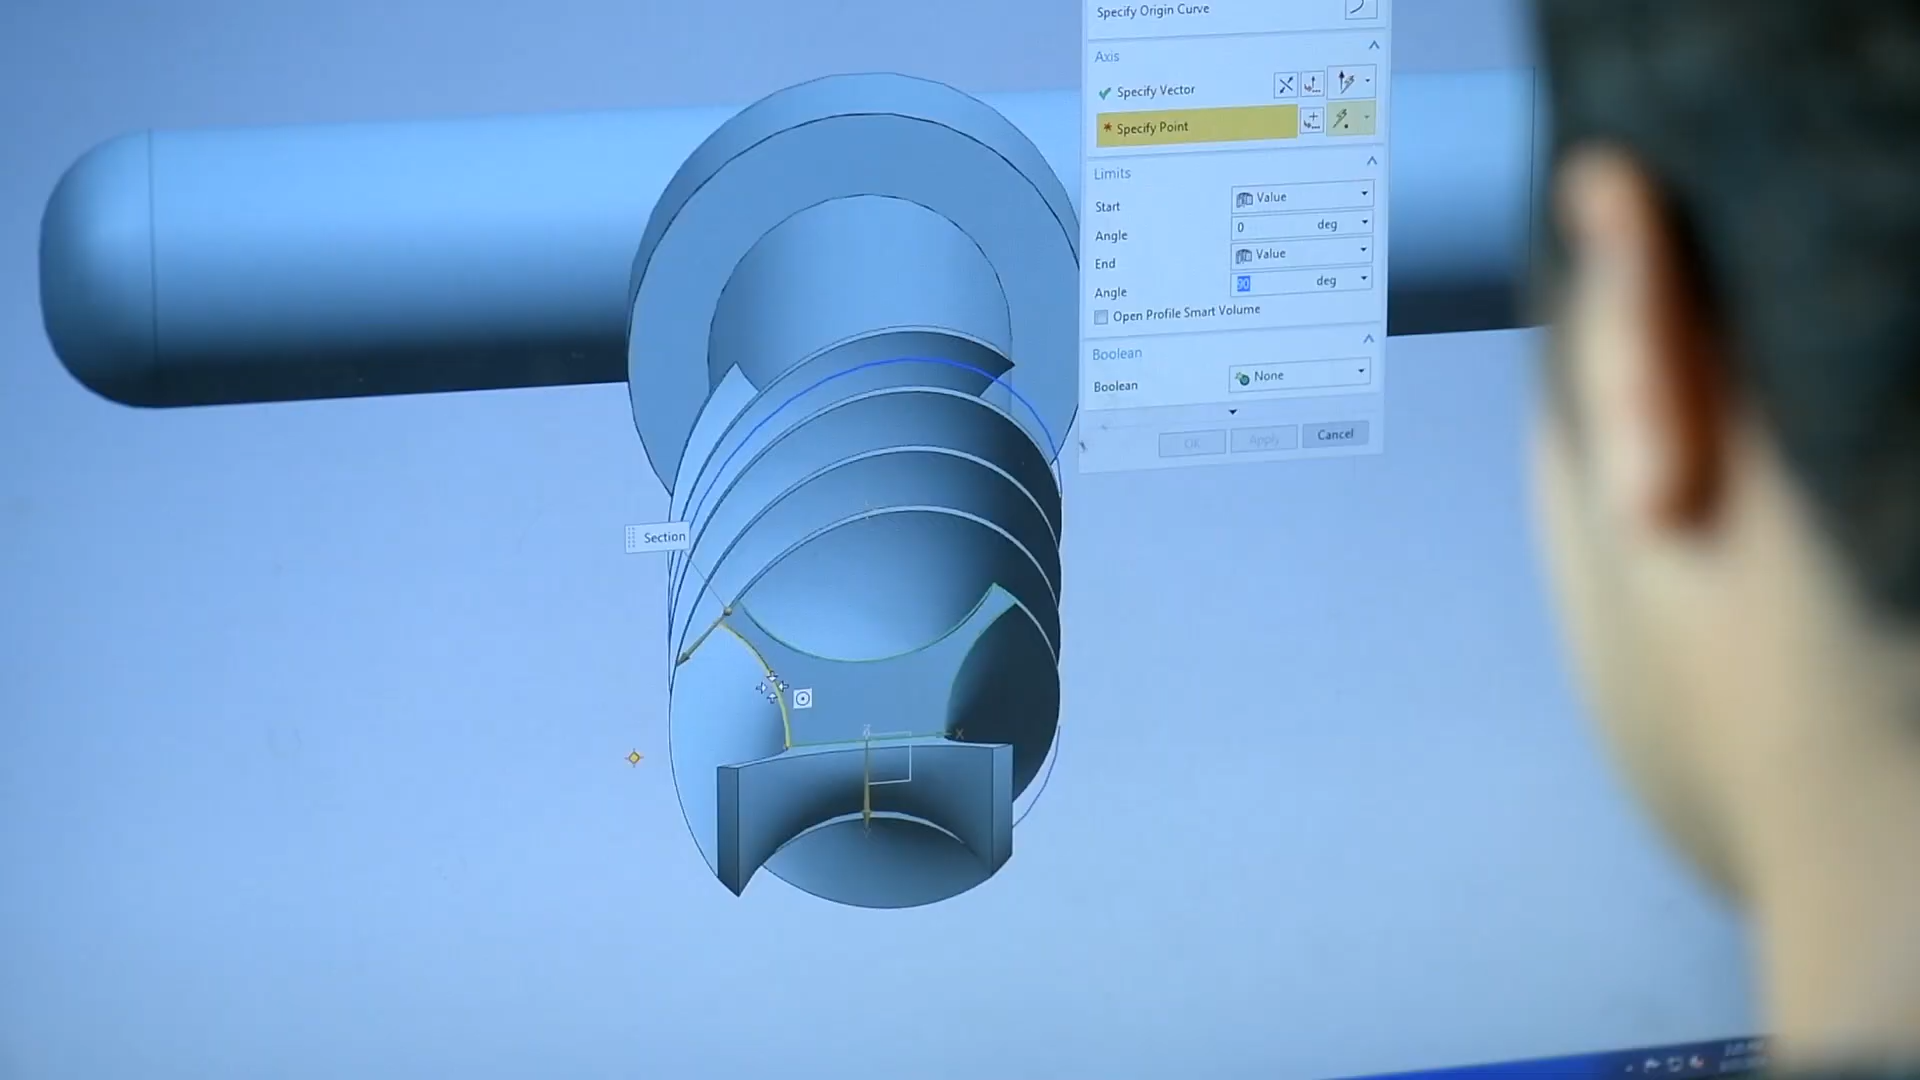 Specify Origin Curve
Axis
Specify Vector
* Specify Point
Limits
Start
Value
Angle
0 deg
End
Value
Angle
90 deg
Open Profile Smart Volume
Boolean
Boolean
None
OK Apply Cancel
Section
X